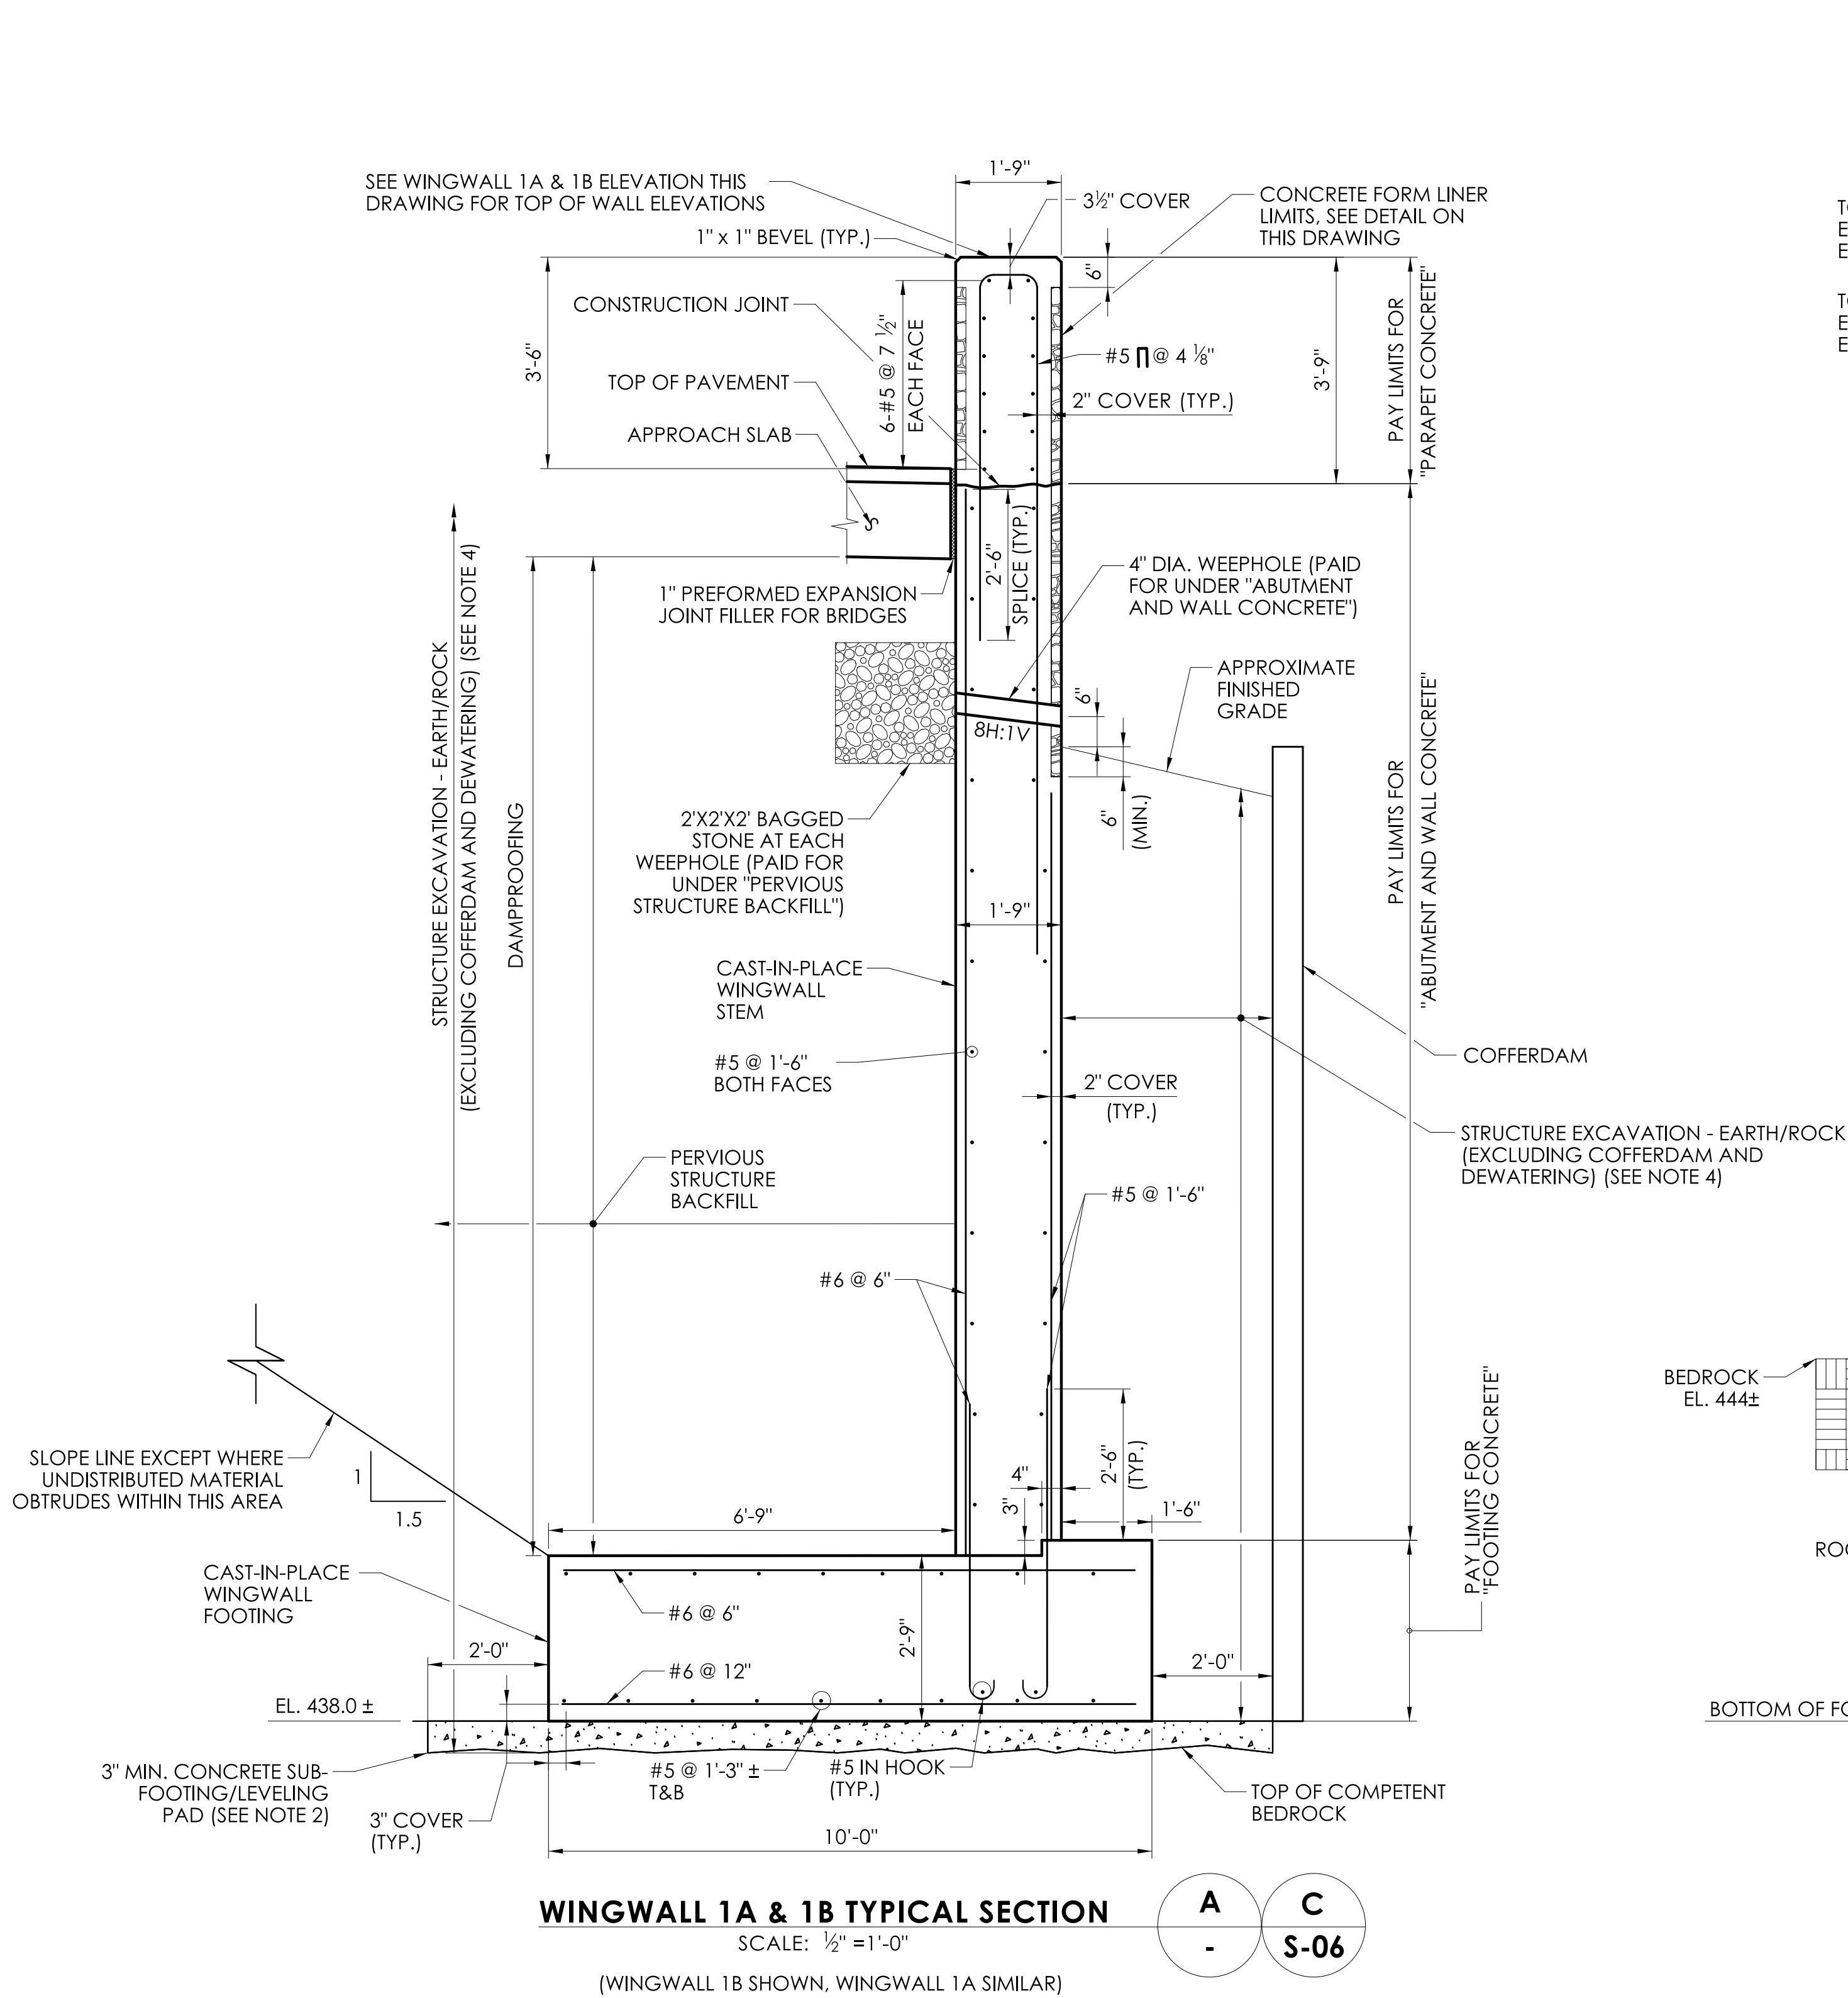 SEE WINGWALL 1A & 1B ELEVATION THIS
DRAWING FOR TOP OF WALL ELEVATIONS
1" x 1" BEVEL (TYP.)
1'-9"
3½" COVER
CONCRETE FORM LINER
LIMITS, SEE DETAIL ON
THIS DRAWING
6"
3'-6"
CONSTRUCTION JOINT
TOP OF PAVEMENT
APPROACH SLAB
6-#5 @ 7 ½"
EACH FACE
#5 ⊓ @ 4 ⅛"
2" COVER (TYP.)
3'-9"
PAY LIMITS FOR
"PARAPET CONCRETE"
S
2'-6"
SPLICE (TYP.)
1" PREFORMED EXPANSION
JOINT FILLER FOR BRIDGES
4" DIA. WEEPHOLE (PAID
FOR UNDER "ABUTMENT
AND WALL CONCRETE")
STRUCTURE EXCAVATION - EARTH/ROCK
(EXCLUDING COFFERDAM AND DEWATERING) (SEE NOTE 4)
DAMPPROOFING
8H:1V
6"
6"
(MIN.)
APPROXIMATE
FINISHED
GRADE
2'X2'X2' BAGGED
STONE AT EACH
WEEPHOLE (PAID FOR
UNDER "PERVIOUS
STRUCTURE BACKFILL")
1'-9"
PAY LIMITS FOR
"ABUTMENT AND WALL CONCRETE"
CAST-IN-PLACE
WINGWALL
STEM
#5 @ 1'-6"
BOTH FACES
2" COVER
(TYP.)
COFFERDAM
STRUCTURE EXCAVATION - EARTH/ROCK
(EXCLUDING COFFERDAM AND
DEWATERING) (SEE NOTE 4)
PERVIOUS
STRUCTURE
BACKFILL
#5 @ 1'-6"
#6 @ 6"
BEDROCK
EL. 444±
SLOPE LINE EXCEPT WHERE
UNDISTRIBUTED MATERIAL
OBTRUDES WITHIN THIS AREA
1
1.5
6'-9"
4"
3"
2'-6"
(TYP.)
1'-6"
PAY LIMITS FOR
"FOOTING CONCRETE"
CAST-IN-PLACE
WINGWALL
FOOTING
#6 @ 6"
2'-9"
2'-0"
#6 @ 12"
2'-0"
EL. 438.0 ±
BOTTOM OF
3" MIN. CONCRETE SUB-
FOOTING/LEVELING
PAD (SEE NOTE 2)
3" COVER
(TYP.)
#5 @ 1'-3" ±
T&B
#5 IN HOOK
(TYP.)
TOP OF COMPETENT
BEDROCK
10'-0"
WINGWALL 1A & 1B TYPICAL SECTION
SCALE: ½" =1'-0"
(WINGWALL 1B SHOWN, WINGWALL 1A SIMILAR)
A
-
C
S-06